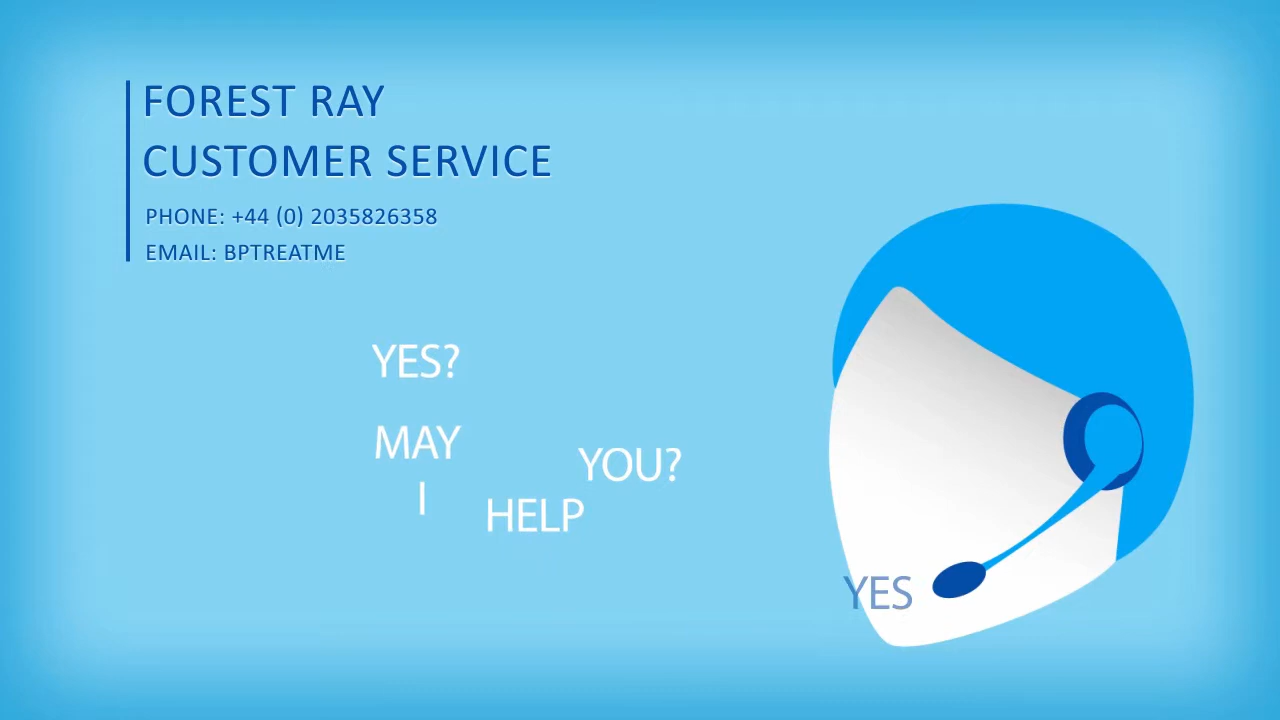 FOREST RAY
CUSTOMER SERVICE
PHONE: +44 (0) 2035826358
EMAIL: BPTREATME
YES?
MAY
YOU?
I
HELP
YES